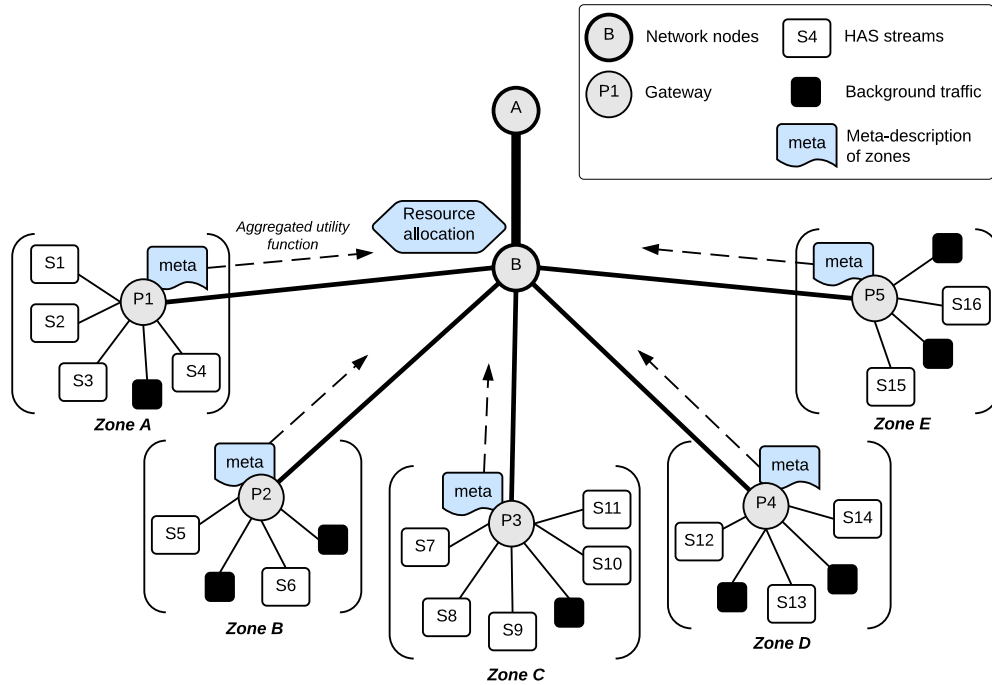 B
Network nodes
S4
HAS streams
P1
Gateway
Background traffic
meta
Meta-description
of zones
A
Resource
allocation
Aggregated utility
function
B
S1
meta
P1
S2
S3
S4
Zone A
meta
P5
S16
S15
Zone E
meta
P2
S5
S6
Zone B
meta
P3
S11
S7
S10
S8
S9
Zone C
meta
P4
S14
S12
S13
Zone D